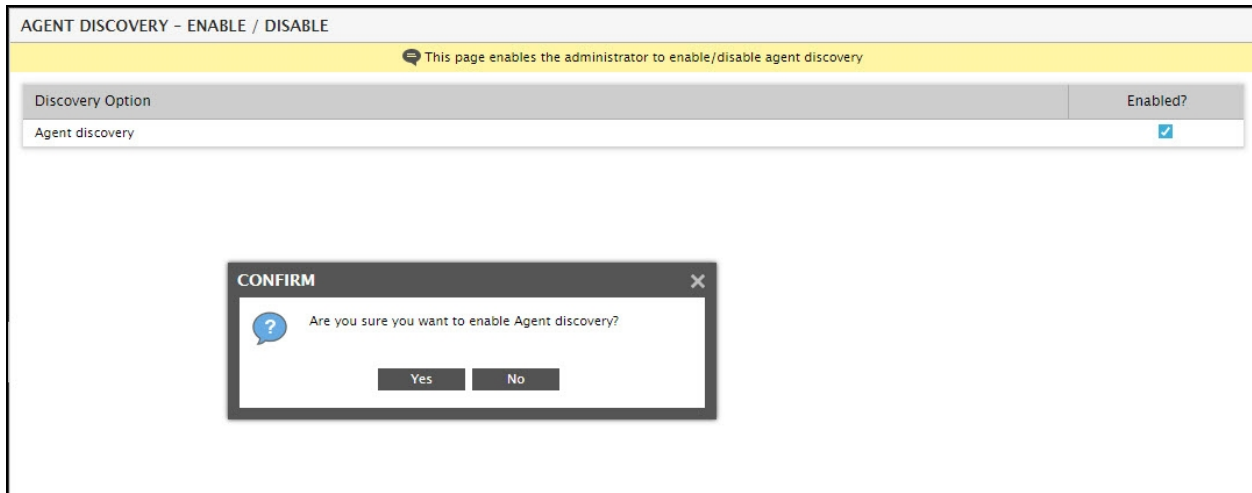 AGENT DISCOVERY - ENABLE / DISABLE
This page enables the administrator to enable/disable agent discovery
Discovery Option Enabled?
Agent discovery
CONFIRM
Are you sure you want to enable Agent discovery?
Yes No